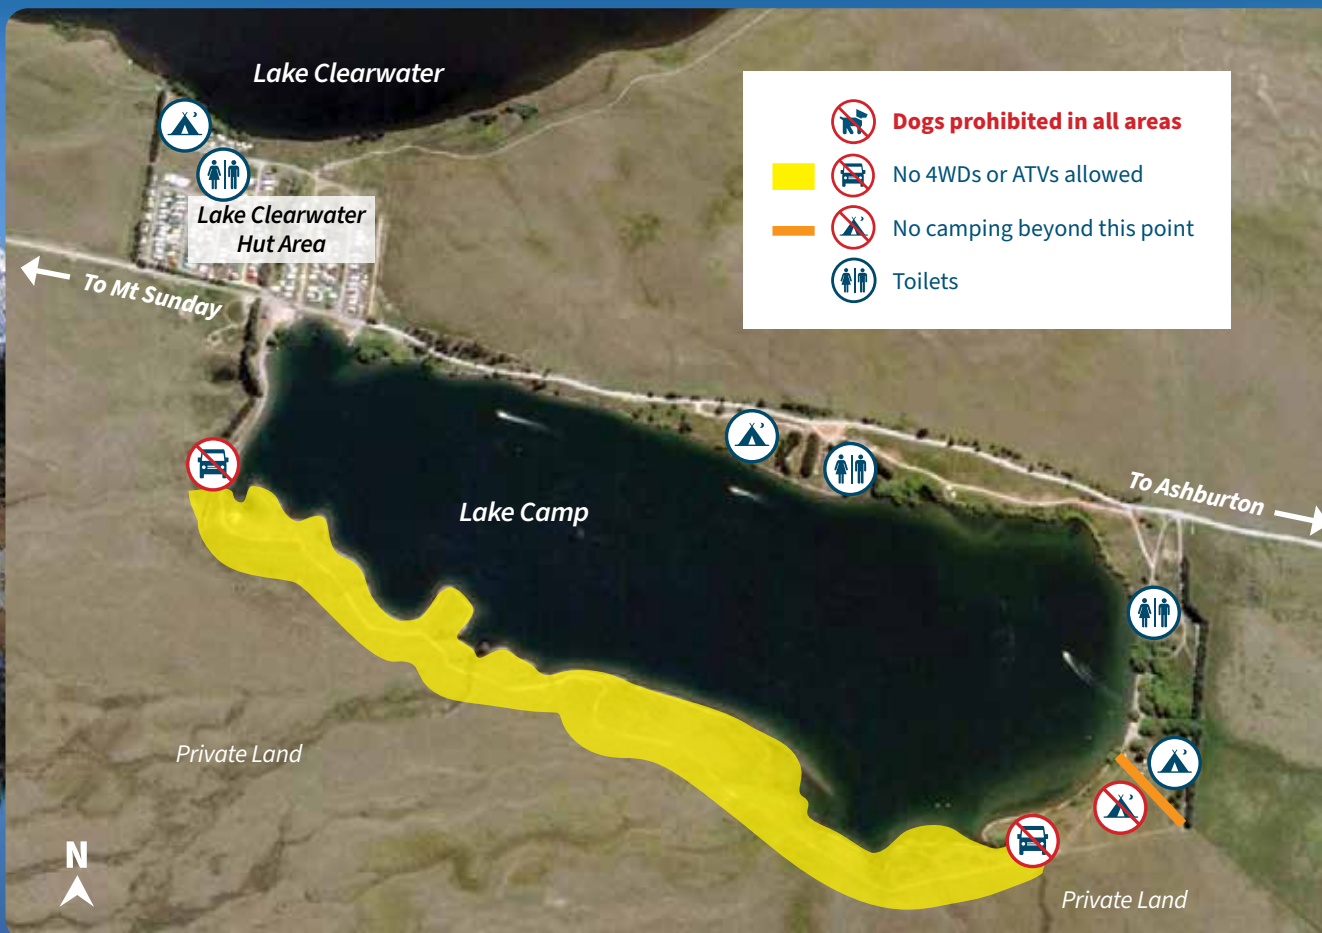 Lake Clearwater
Dogs prohibited in all areas
No 4WDs or ATVs allowed
No camping beyond this point
Toilets
Lake Clearwater
Hut Area
To Mt Sunday
To Ashburton
Lake Camp
Private Land
N
Private Land